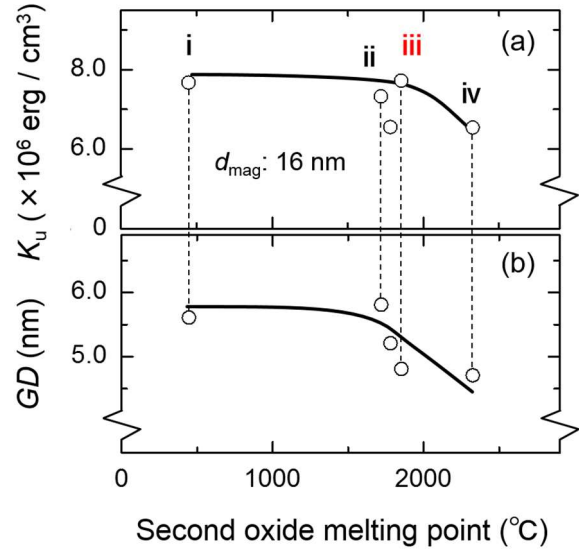 i
ii
iii
iv
(a)
8.0
6.0
0
K_u (×10^6 erg / cm^3)
d_mag: 16 nm
(b)
6.0
5.0
GD (nm)
0
1000
2000
Second oxide melting point (°C)